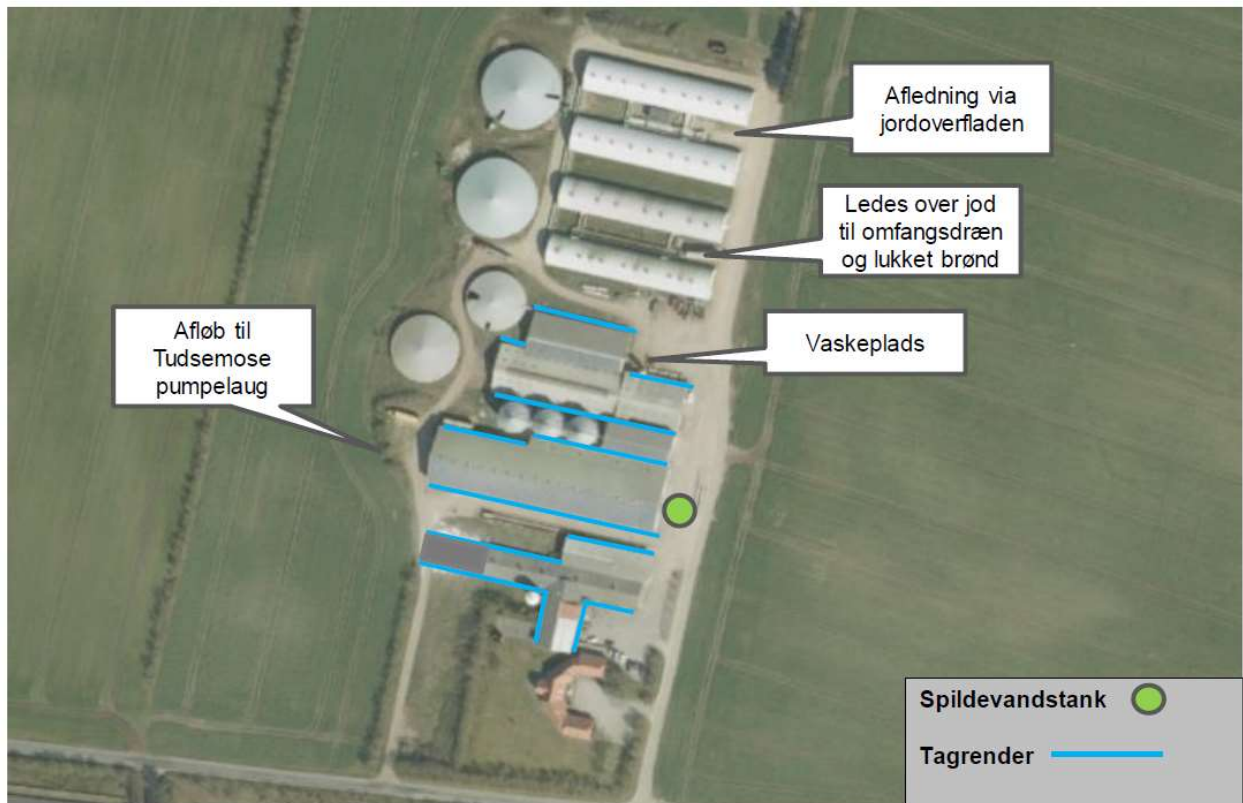 Afledning via
jordoverfladen
Ledes over jod
til omfangsdræn
og lukket brønd
Afløb til
Tudsemose
pumpelaug
Vaskeplads
Spildevandstank
Tagrender